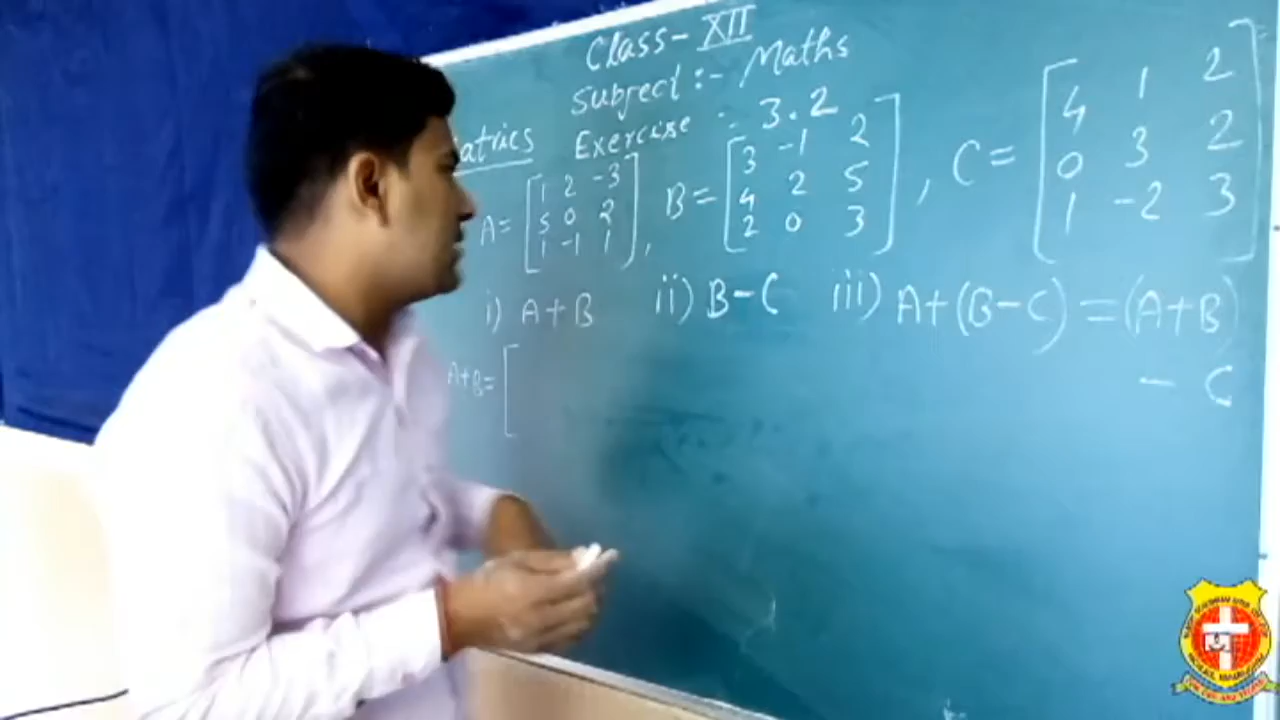 Class- XII
Subject :- Maths
atrics Exercise :- 3.2
A= [1 2 -3
5 0 2
1 -1 1], B= [3 -1 2
4 2 5
2 0 3], C= [4 1 2
0 3 2
1 -2 3]
i) A+B ii) B-C iii) A+(B-C) =(A+B)
- C
A+B= [